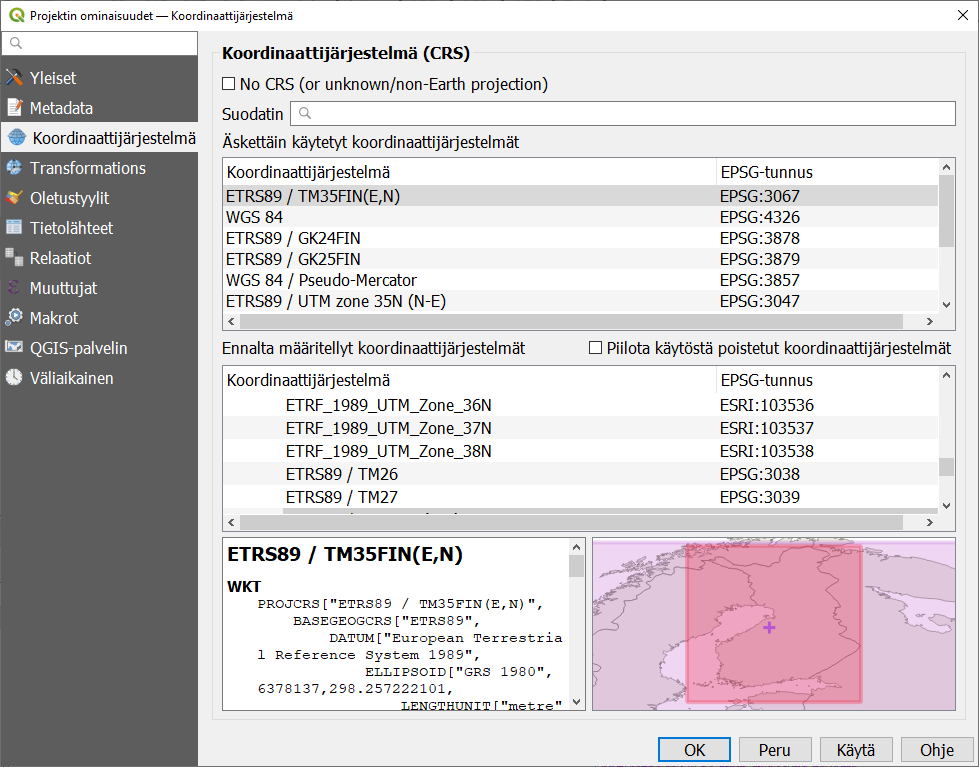 Projektin ominaisuudet — Koordinaattijärjestelmä
Yleiset
Metadata
Koordinaattijärjestelmä
Transformations
Oletustyylit
Tietolähteet
Relaatiot
Muuttujat
Makrot
QGIS-palvelin
Väliaikainen
Koordinaattijärjestelmä (CRS)
No CRS (or unknown/non-Earth projection)
Suodatin
Äskettäin käytetyt koordinaattijärjestelmät
Koordinaattijärjestelmä EPSG-tunnus
ETRS89 / TM35FIN(E,N) EPSG:3067
WGS 84 EPSG:4326
ETRS89 / GK24FIN EPSG:3878
ETRS89 / GK25FIN EPSG:3879
WGS 84 / Pseudo-Mercator EPSG:3857
ETRS89 / UTM zone 35N (N-E) EPSG:3047
Ennalta määritellyt koordinaattijärjestelmät Piilota käytöstä poistetut koordinaattijärjestelmät
Koordinaattijärjestelmä EPSG-tunnus
ETRF_1989_UTM_Zone_36N ESRI:103536
ETRF_1989_UTM_Zone_37N ESRI:103537
ETRF_1989_UTM_Zone_38N ESRI:103538
ETRS89 / TM26 EPSG:3038
ETRS89 / TM27 EPSG:3039
ETRS89 / TM35FIN(E,N)
WKT
PROJCRS["ETRS89 / TM35FIN(E,N)",
BASEGEOGCRS["ETRS89",
DATUM["European Terrestria
l Reference System 1989",
ELLIPSOID["GRS 1980",
6378137,298.257222101,
LENGTHUNIT["metre"
OK Peru Käytä Ohje